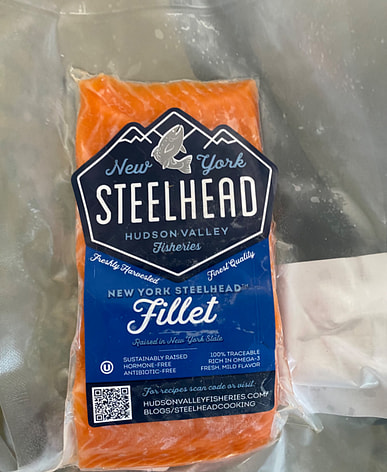 New York
STEELHEAD
HUDSON VALLEY
Fisheries
Freshly Harvested Finest Quality
NEW YORK STEELHEAD™
Fillet
Raised in New York State
U
SUSTAINABLY RAISED
HORMONE-FREE
ANTIBIOTIC-FREE
100% TRACEABLE
RICH IN OMEGA-3
FRESH, MILD FLAVOR
For recipes scan code or visit:
HUDSONVALLEYFISHERIES.COM/
BLOGS/STEELHEADCOOKING